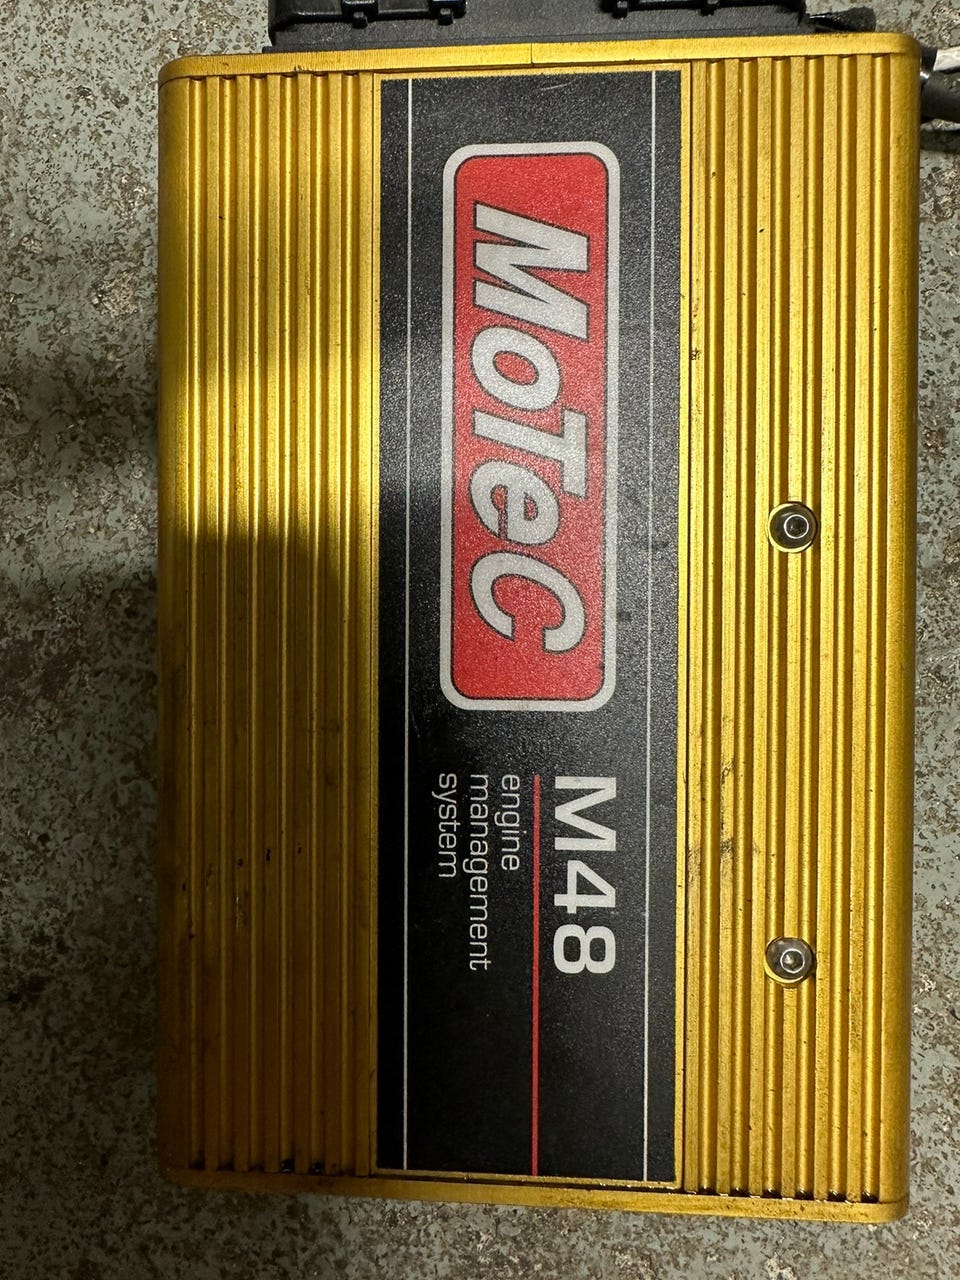 MoTeC
M48
engine
management
system